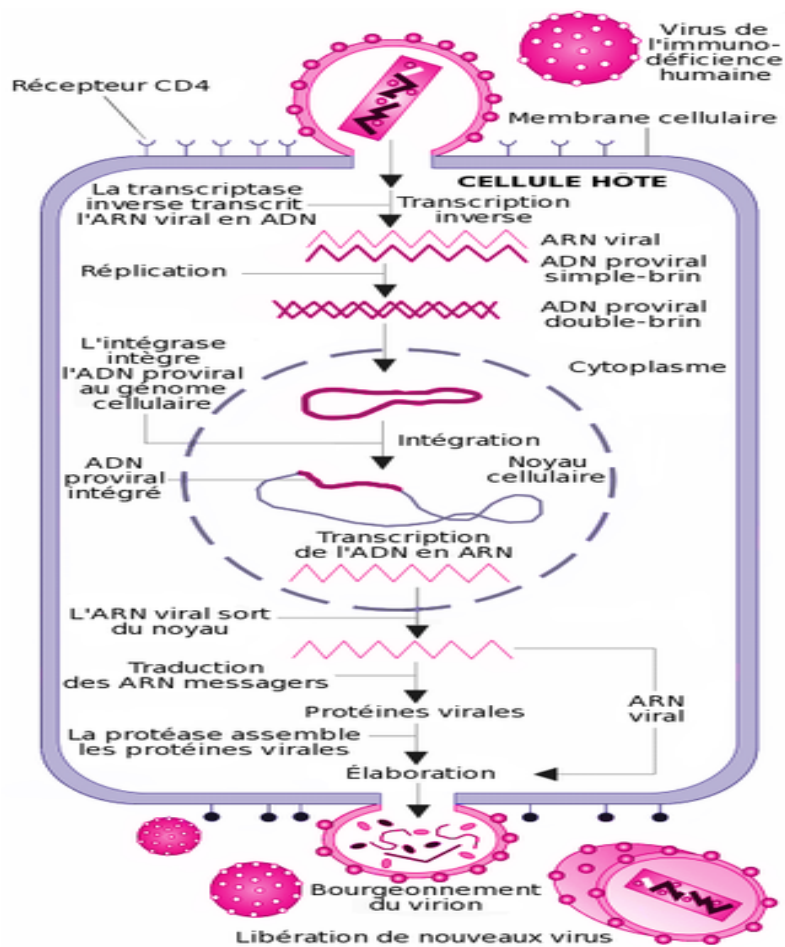 Virus de
l'immuno-
déficience
humaine
Récepteur CD4
Membrane cellulaire
CELLULE HÔTE
La transcriptase
inverse transcrit
l'ARN viral en ADN
Transcription
inverse
ARN viral
ADN proviral
simple-brin
Réplication
ADN proviral
double-brin
L'intégrase
intègre
l'ADN proviral
au génome
cellulaire
Cytoplasme
Intégration
ADN
proviral
intégré
Noyau
cellulaire
Transcription
de l'ADN en ARN
L'ARN viral sort
du noyau
Traduction
des ARN messagers
ARN
viral
Protéines virales
La protéase assemble
les protéines virales
Élaboration
Bourgeonnement
du virion
Libération de nouveaux virus